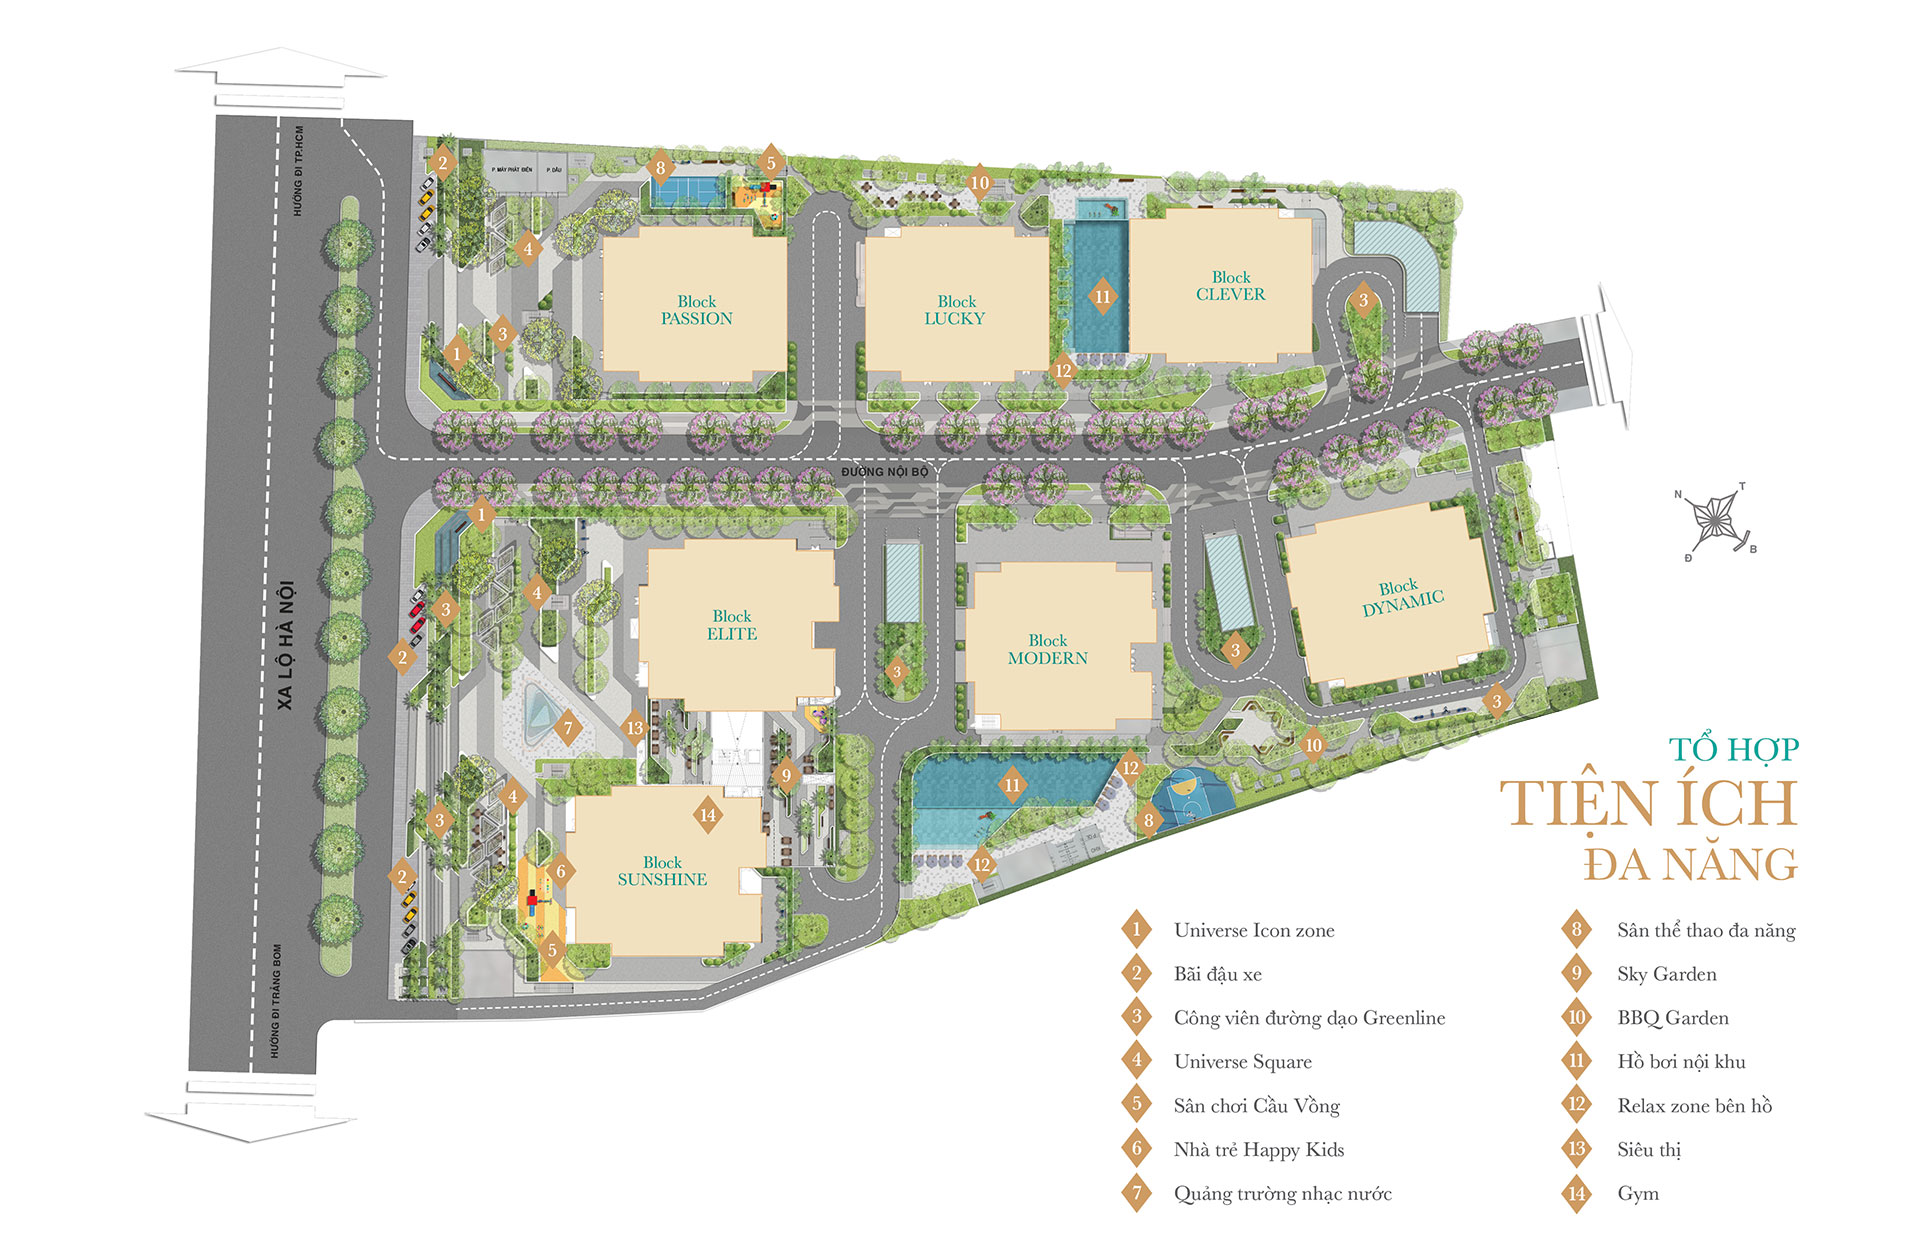 HƯỚNG ĐI TP.HCM
XA LỘ HÀ NỘI
HƯỚNG ĐI TRẢNG BOM
2
P. MÁY PHÁT ĐIỆN
P. DẦU
8
5
10
4
11
3
1
3
12
Block
PASSION
Block
LUCKY
Block
CLEVER
ĐƯỜNG NỘI BỘ
N
T
Đ
B
1
4
3
2
Block
ELITE
3
Block
MODERN
3
Block
DYNAMIC
3
7
13
9
10
4
14
3
11
12
8
12
2
6
5
Block
SUNSHINE
TỔ HỢP
TIỆN ÍCH
ĐA NĂNG
1 Universe Icon zone
2 Bãi đậu xe
3 Công viên đường dạo Greenline
4 Universe Square
5 Sân chơi Cầu Vồng
6 Nhà trẻ Happy Kids
7 Quảng trường nhạc nước
8 Sân thể thao đa năng
9 Sky Garden
10 BBQ Garden
11 Hồ bơi nội khu
12 Relax zone bên hồ
13 Siêu thị
14 Gym